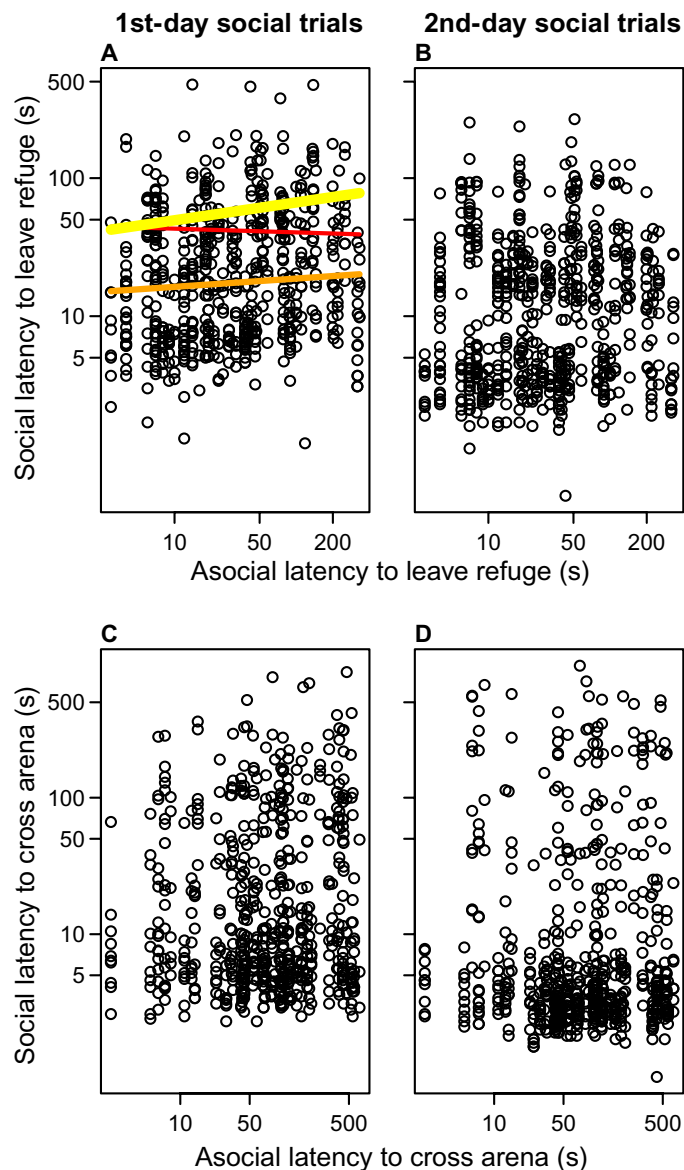 1st-day social trials 2nd-day social trials
A B
Social latency to leave refuge (s)
500
100
50
10
5
10 50 200 10 50 200
Asocial latency to leave refuge (s)
C D
Social latency to cross arena (s)
500
100
50
10
5
10 50 500 10 50 500
Asocial latency to cross arena (s)